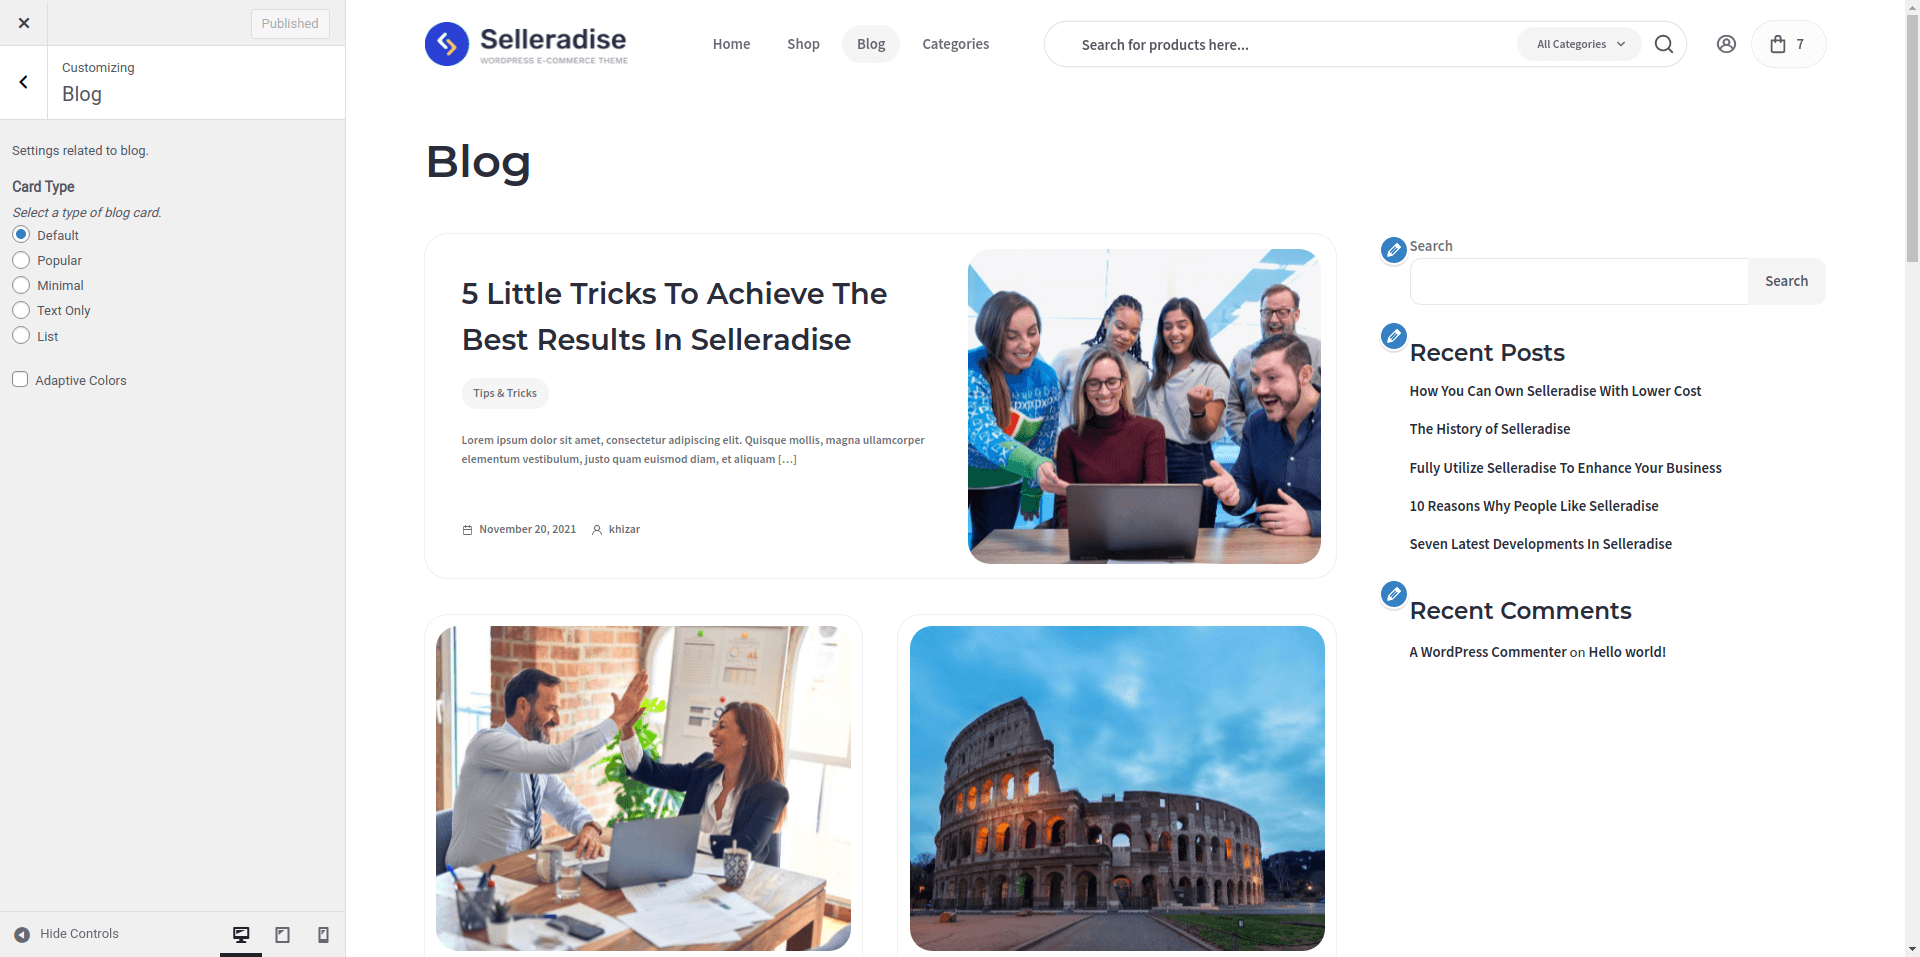 Published
Customizing
Blog
Settings related to blog.
Card Type
Select a type of blog card.
Default
Popular
Minimal
Text Only
List
Adaptive Colors
Hide Controls
Selleradise
WORDPRESS E-COMMERCE THEME
Home
Shop
Blog
Categories
Search for products here...
All Categories
7
Blog
5 Little Tricks To Achieve The
Best Results In Selleradise
Tips & Tricks
Lorem ipsum dolor sit amet, consectetur adipiscing elit. Quisque mollis, magna ullamcorper
elementum vestibulum, justo quam euismod diam, et aliquam [...]
November 20, 2021
khizar
Search
Search
Recent Posts
How You Can Own Selleradise With Lower Cost
The History of Selleradise
Fully Utilize Selleradise To Enhance Your Business
10 Reasons Why People Like Selleradise
Seven Latest Developments In Selleradise
Recent Comments
A WordPress Commenter on Hello world!